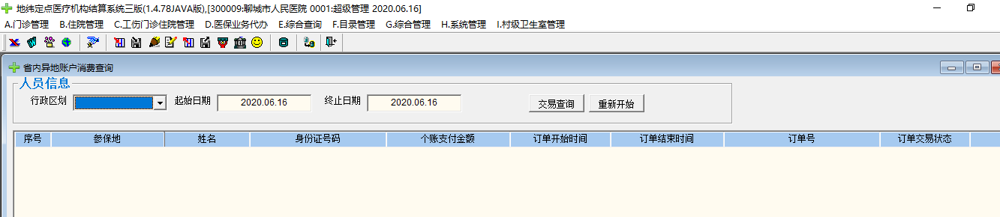 地纬定点医疗机构结算系统三版(1.4.78JAVA版),[300009:聊城市人民医院 0001:超级管理 2020.06.16]
A.门诊管理 B.住院管理 C.工伤门诊住院管理 D.医保业务代办 E.综合查询 F.目录管理 G.综合管理 H.系统管理 I.村级卫生室管理
省内异地账户消费查询
人员信息
行政区划 起始日期 2020.06.16 终止日期 2020.06.16 交易查询 重新开始
序号 参保地 姓名 身份证号码 个账支付金额 订单开始时间 订单结束时间 订单号 订单交易状态